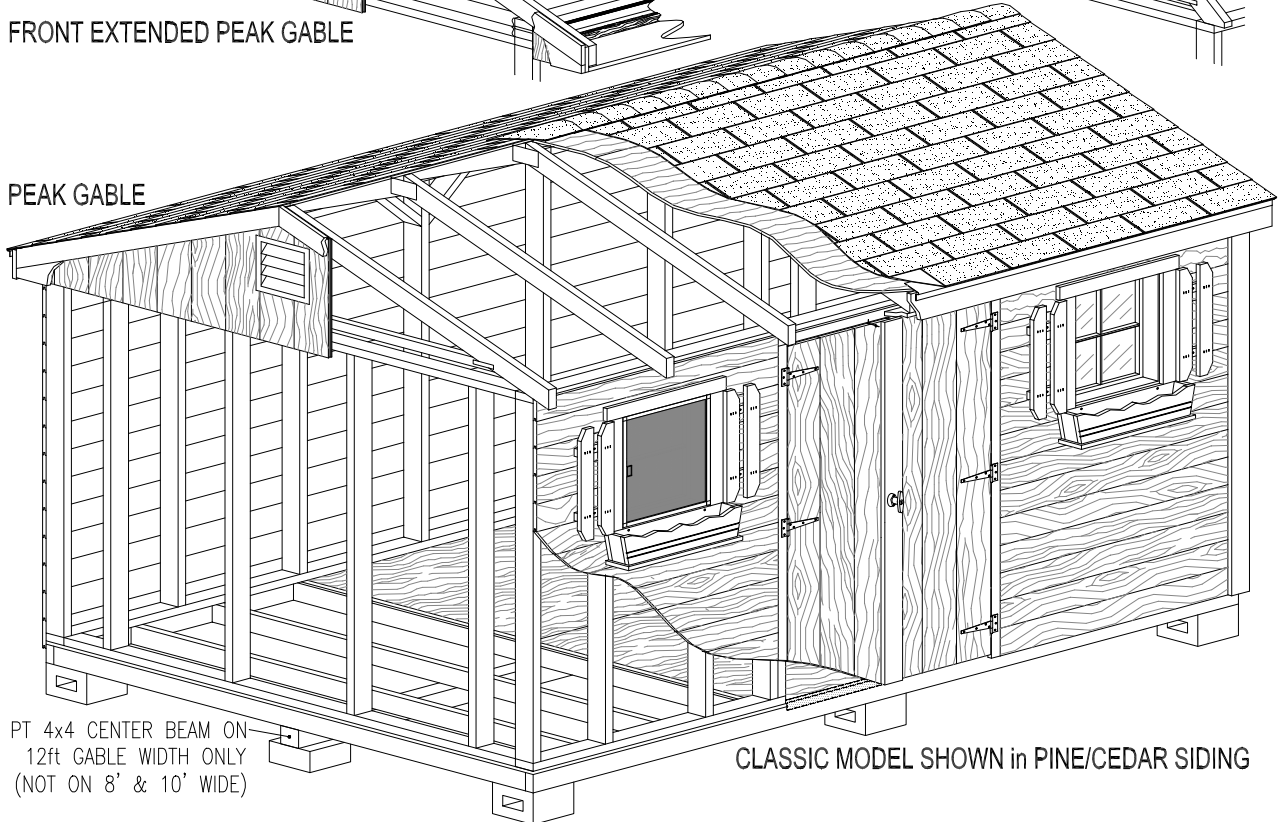 FRONT EXTENDED PEAK GABLE
PEAK GABLE
PT 4x4 CENTER BEAM ON
12ft GABLE WIDTH ONLY
(NOT ON 8' & 10' WIDE)
CLASSIC MODEL SHOWN in PINE/CEDAR SIDING